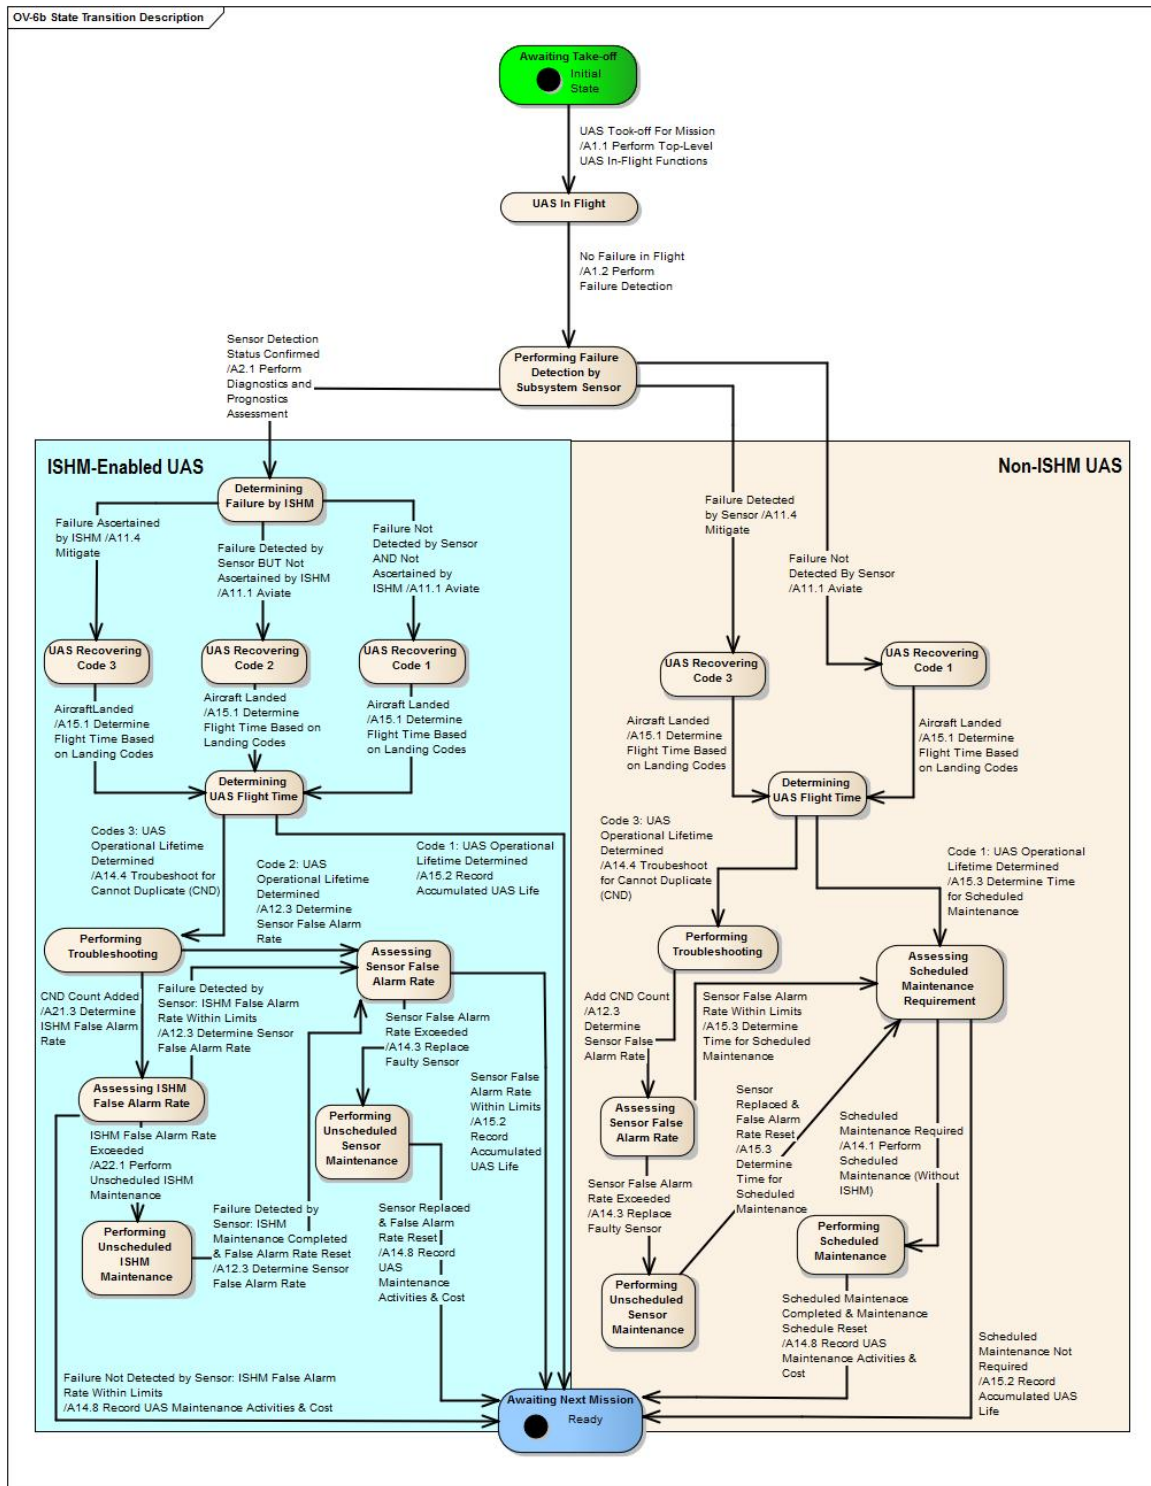 OV-6b State Transition Description
Awaiting Take-off
Initial
State
UAS Took-off For Mission
/A1.1 Perform Top-Level
UAS In-Flight Functions
UAS In Flight
No Failure in Flight
/A1.2 Perform
Failure Detection
Sensor Detection
Status Confirmed
/A2.1 Perform
Diagnostics and
Prognostics
Assessment
Performing Failure
Detection by
Subsystem Sensor
ISHM-Enabled UAS
Non-ISHM UAS
Determining
Failure by ISHM
Failure Ascertained
by ISHM /A11.4
Mitigate
Failure Detected by
Sensor BUT Not
Ascertained by ISHM
/A11.1 Aviate
Failure Not
Detected by Sensor
AND Not
Ascertained by
ISHM /A11.1 Aviate
Failure Detected
by Sensor /A11.4
Mitigate
Failure Not
Detected By Sensor
/A11.1 Aviate
UAS Recovering
Code 3
UAS Recovering
Code 2
UAS Recovering
Code 1
UAS Recovering
Code 3
UAS Recovering
Code 1
AircraftLanded
/A15.1 Determine
Flight Time Based
on Landing Codes
Aircraft Landed
/A15.1 Determine
Flight Time Based on
Landing Codes
Aircraft Landed
/A15.1 Determine
Flight Time Based
on Landing Codes
Aircraft Landed
/A15.1 Determine
Flight Time Based
on Landing Codes
Aircraft Landed
/A15.1 Determine
Flight Time Based
on Landing Codes
Determining
UAS Flight Time
Determining
UAS Flight Time
Codes 3: UAS
Operational Lifetime
Determined
/A14.4 Troubeshoot for
Cannot Duplicate (CND)
Code 2: UAS
Operational Lifetime
Determined
/A12.3 Determine
Sensor False Alarm
Rate
Code 1: UAS Operational
Lifetime Determined
/A15.2 Record
Accumulated UAS Life
Code 3: UAS
Operational Lifetime
Determined
/A14.4 Troubeshoot
for Cannot Duplicate
(CND)
Code 1: UAS Operational
Lifetime Determined
/A15.3 Determine Time
for Scheduled
Maintenance
Performing
Troubleshooting
Assessing
Sensor False
Alarm Rate
Performing
Troubleshooting
Assessing
Scheduled
Maintenance
Requirement
CND Count Added
/A21.3 Determine
ISHM False Alarm
Rate
Failure Detected by
Sensor: ISHM False Alarm
Rate Within Limits
/A12.3 Determine Sensor
False Alarm Rate
Sensor False Alarm
Rate Exceeded
/A14.3 Replace
Faulty Sensor
Add CND Count
/A12.3
Determine
Sensor False
Alarm Rate
Sensor False Alarm
Rate Within Limits
/A15.3 Determine
Time for Scheduled
Maintenance
Assessing ISHM
False Alarm Rate
Performing
Unscheduled
Sensor
Maintenance
Sensor False
Alarm Rate
Within Limits
/A15.2
Record
Accumulated
UAS Life
Assessing
Sensor False
Alarm Rate
Sensor
Replaced &
False Alarm
Rate Reset
/A15.3
Determine
Time for
Scheduled
Maintenance
Scheduled
Maintenance Required
/A14.1 Perform
Scheduled
Maintenance (Without
ISHM)
ISHM False Alarm Rate
Exceeded
/A22.1 Perform
Unscheduled ISHM
Maintenance
Sensor False Alarm
Rate Exceeded
/A14.3 Replace
Faulty Sensor
Performing
Unscheduled
ISHM
Maintenance
Failure Detected by
Sensor: ISHM
Maintenance Completed
& False Alarm Rate Reset
/A12.3 Determine Sensor
False Alarm Rate
Sensor Replaced
& False Alarm
Rate Reset
/A14.8 Record
UAS
Maintenance
Activities & Cost
Performing
Unscheduled
Sensor
Maintenance
Performing
Scheduled
Maintenance
Scheduled Maintenace
Completed & Maintenance
Schedule Reset
/A14.8 Record UAS
Maintenance Activities &
Cost
Scheduled
Maintenance Not
Required
/A15.2 Record
Accumulated UAS
Life
Failure Not Detected by Sensor: ISHM False Alarm
Rate Within Limits
/A14.8 Record UAS Maintenance Activities & Cost
Awaiting Next Mission
Ready